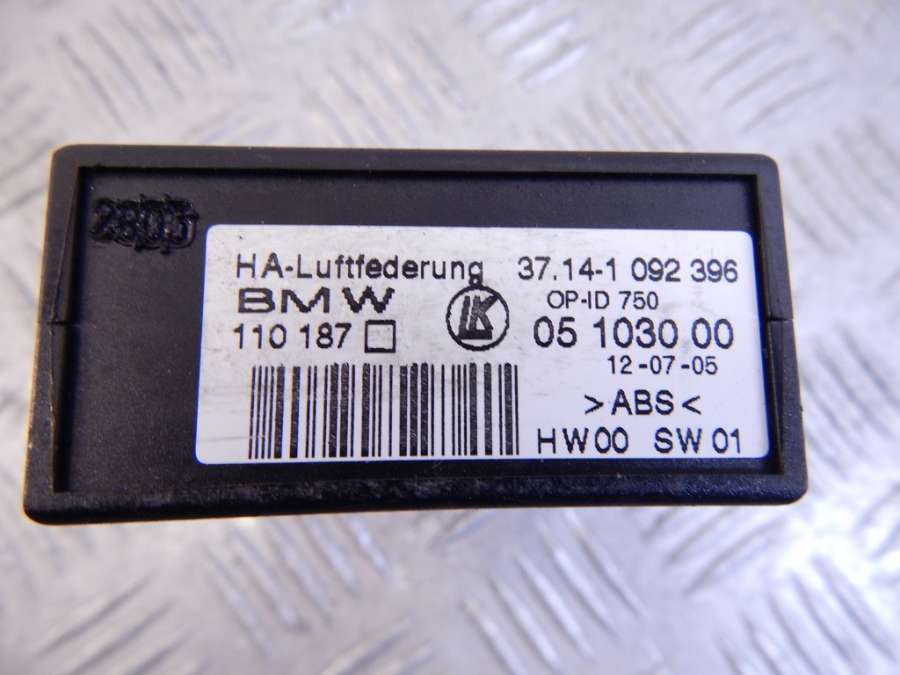 2805
HA-Luftfederung 37.14-1 092 396
BMW LK OP-ID 750
110 187 05 1030 00
12-07-05
>ABS<
HW00 SW 01